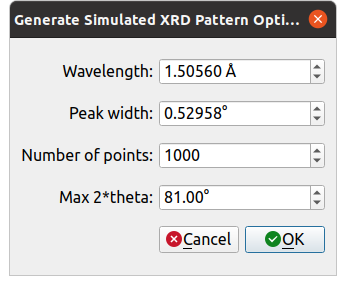 Generate Simulated XRD Pattern Opti...
Wavelength: 1.50560 Å
Peak width: 0.52958°
Number of points: 1000
Max 2*theta: 81.00°
Cancel OK